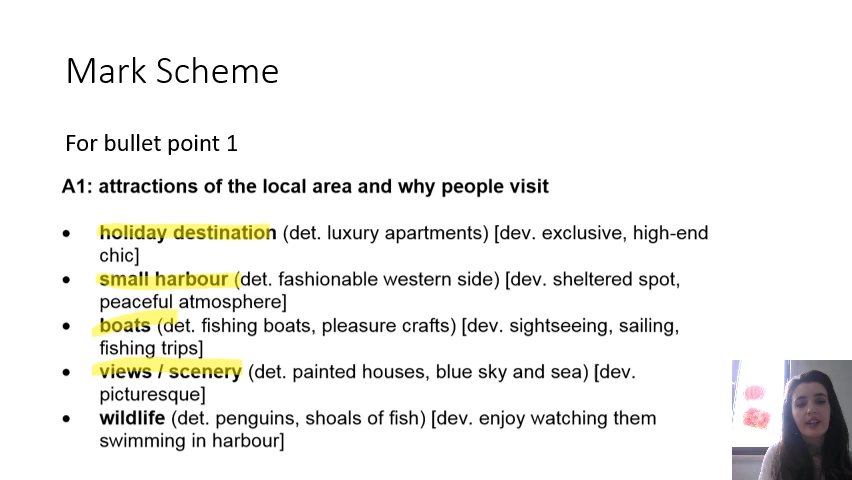 Mark Scheme
For bullet point 1
A1: attractions of the local area and why people visit
• holiday destination (det. luxury apartments) [dev. exclusive, high-end
chic]
• small harbour (det. fashionable western side) [dev. sheltered spot,
peaceful atmosphere]
• boats (det. fishing boats, pleasure crafts) [dev. sightseeing, sailing,
fishing trips]
• views / scenery (det. painted houses, blue sky and sea) [dev.
picturesque]
• wildlife (det. penguins, shoals of fish) [dev. enjoy watching them
swimming in harbour]